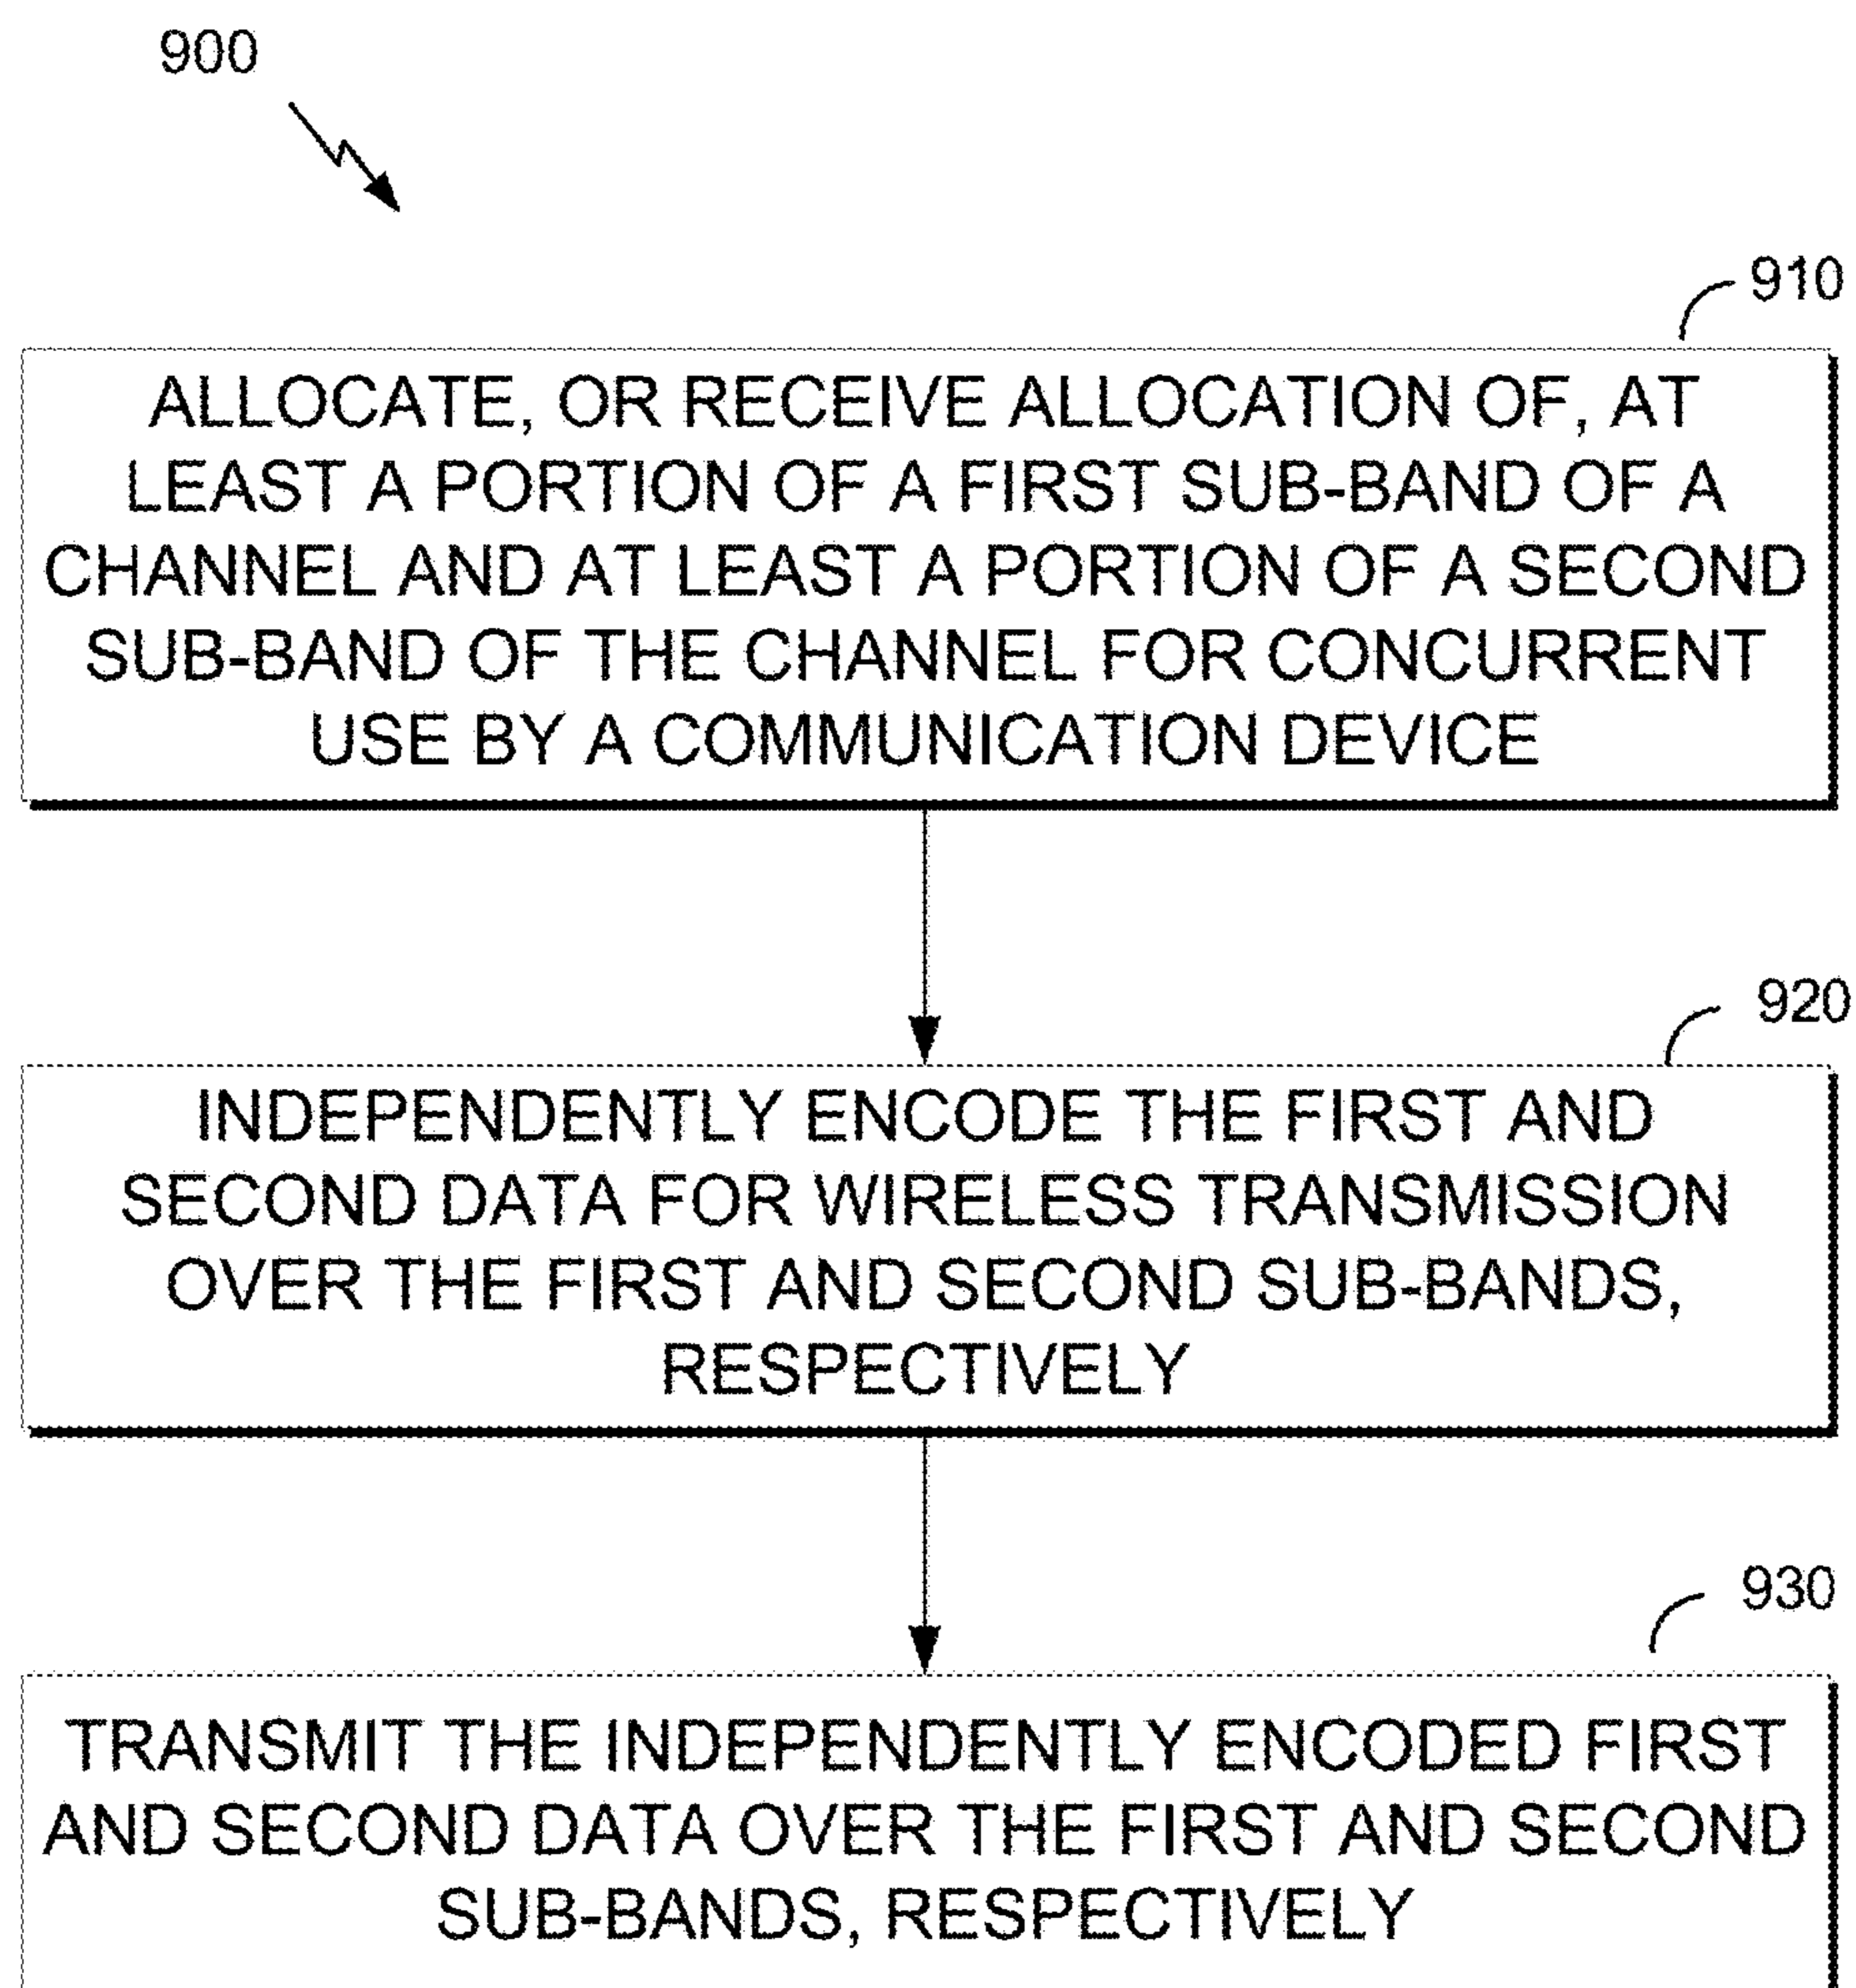 900
910
ALLOCATE, OR RECEIVE ALLOCATION OF, AT
LEAST A PORTION OF A FIRST SUB-BAND OF A
CHANNEL AND AT LEAST A PORTION OF A SECOND
SUB-BAND OF THE CHANNEL FOR CONCURRENT
USE BY A COMMUNICATION DEVICE
920
INDEPENDENTLY ENCODE THE FIRST AND
SECOND DATA FOR WIRELESS TRANSMISSION
OVER THE FIRST AND SECOND SUB-BANDS,
RESPECTIVELY
930
TRANSMIT THE INDEPENDENTLY ENCODED FIRST
AND SECOND DATA OVER THE FIRST AND SECOND
SUB-BANDS, RESPECTIVELY